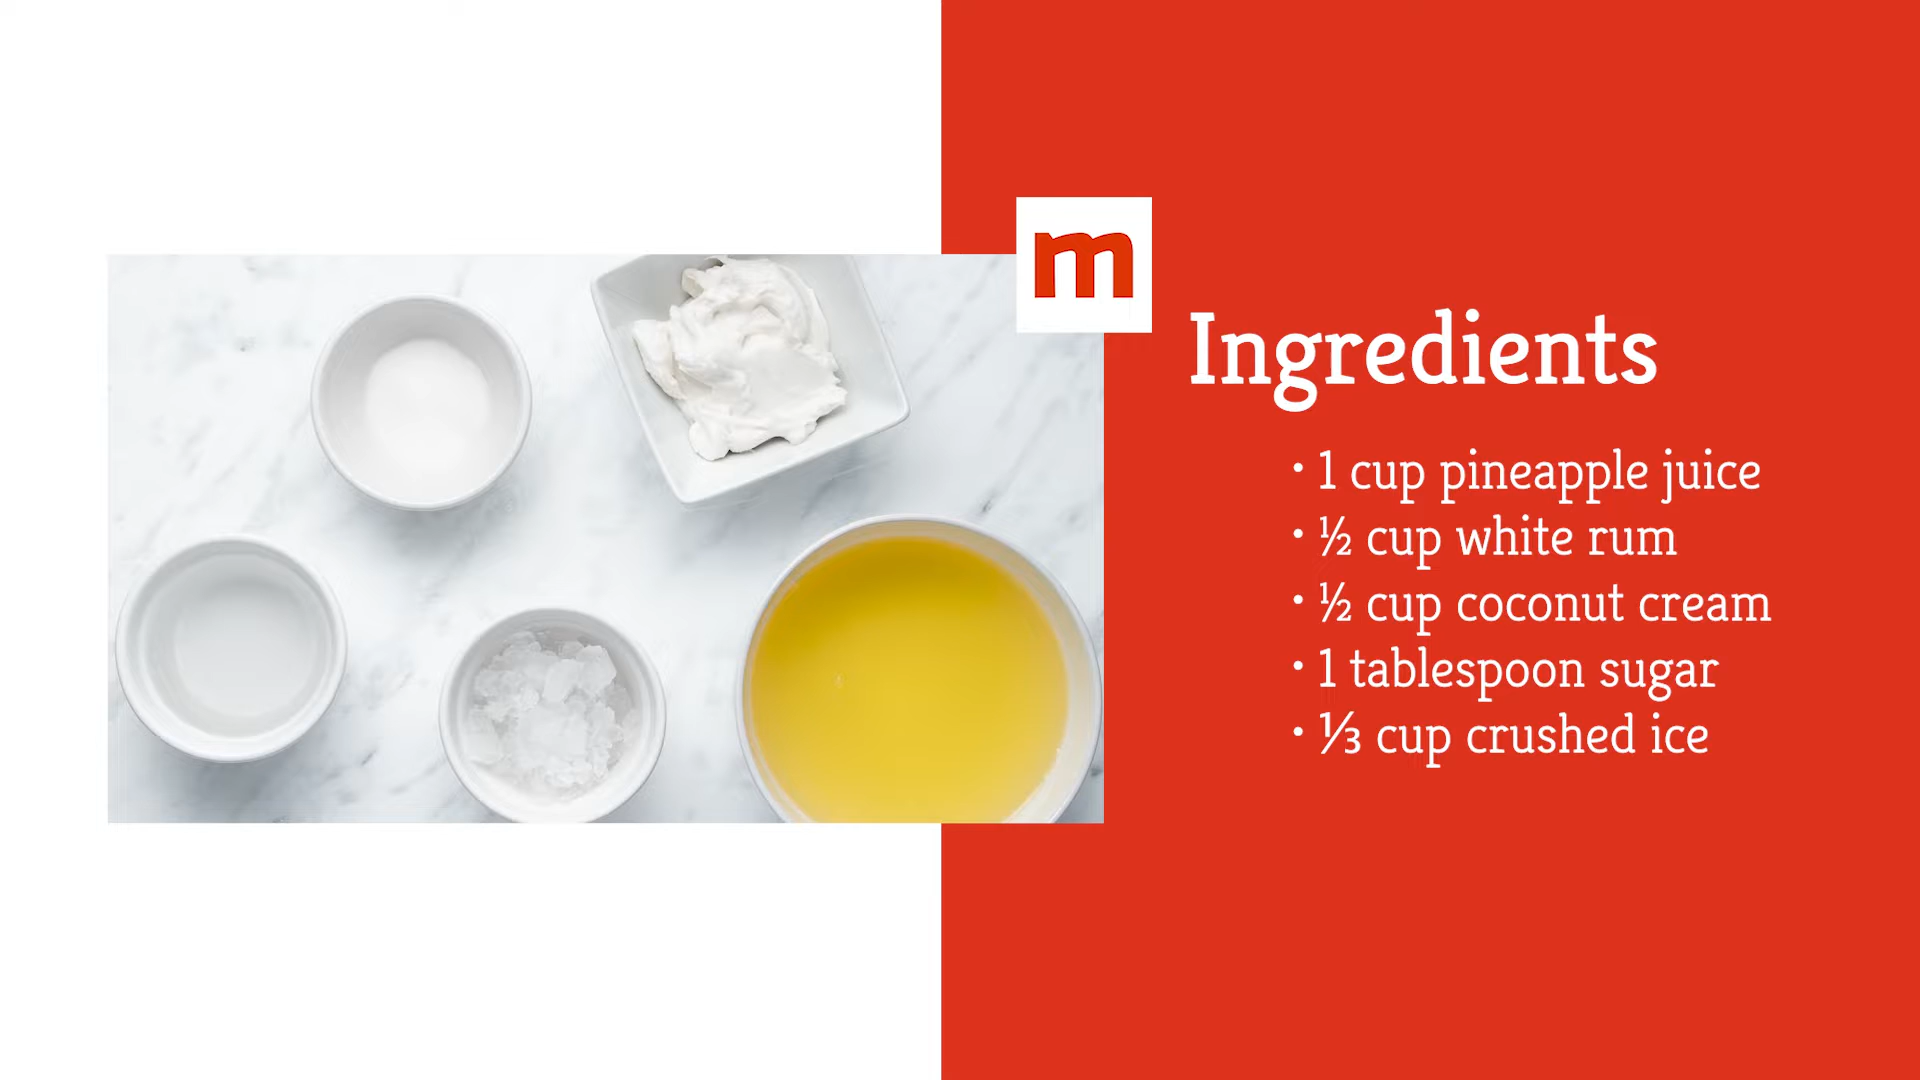 m
Ingredients
• 1 cup pineapple juice
• ½ cup white rum
• ½ cup coconut cream
• 1 tablespoon sugar
• ⅓ cup crushed ice